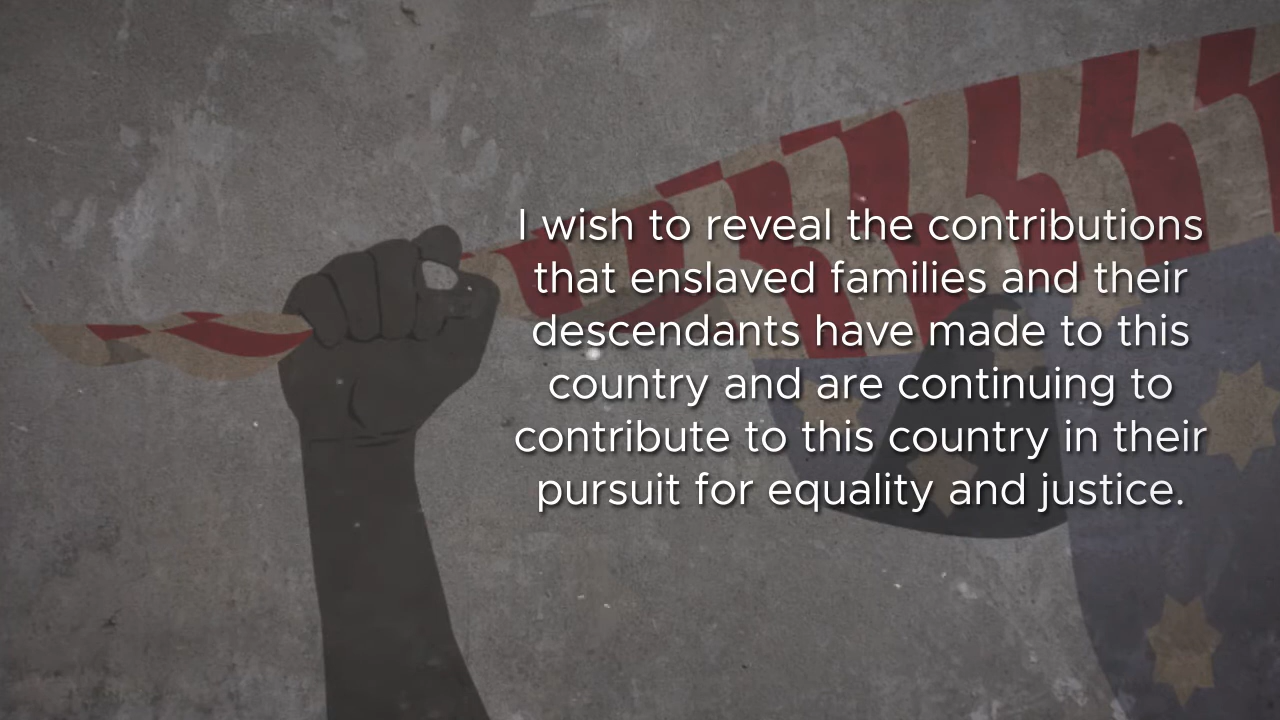 I wish to reveal the contributions
that enslaved families and their
descendants have made to this
country and are continuing to
contribute to this country in their
pursuit for equality and justice.